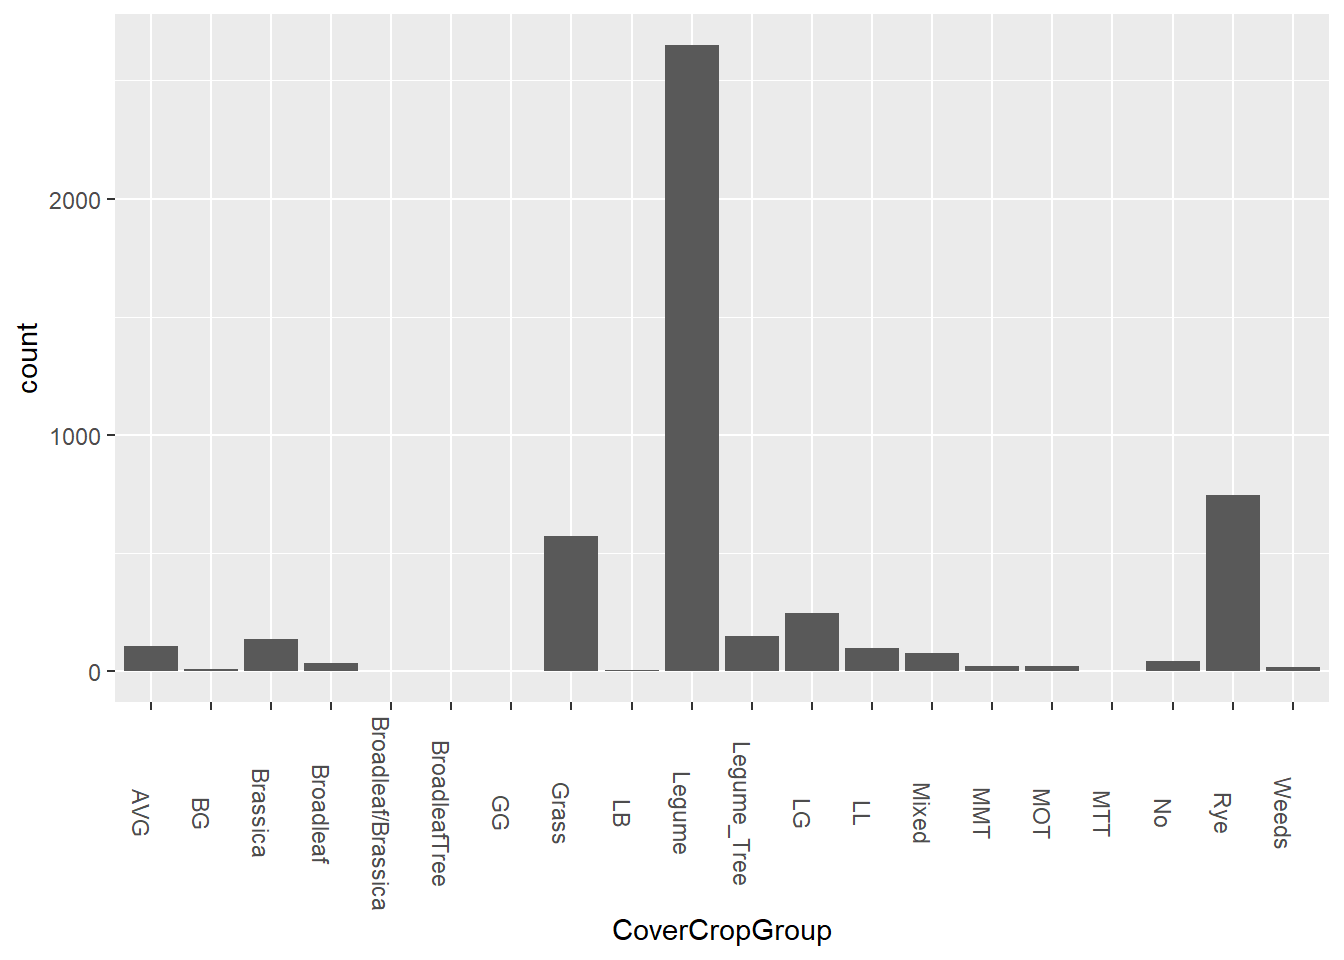 count
2000
1000
0
AVG
BG
Brassica
Broadleaf
Broadleaf/Brassica
BroadleafTree
GG
Grass
LB
Legume
Legume_Tree
LG
LL
Mixed
MMT
MOT
MTT
No
Rye
Weeds
CoverCropGroup